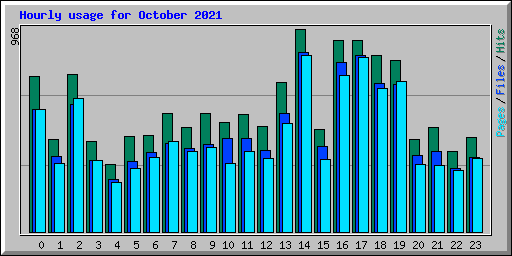 Hourly usage for October 2021
968
Pages/Files/Hits
0 1 2 3 4 5 6 7 8 9 10 11 12 13 14 15 16 17 18 19 20 21 22 23